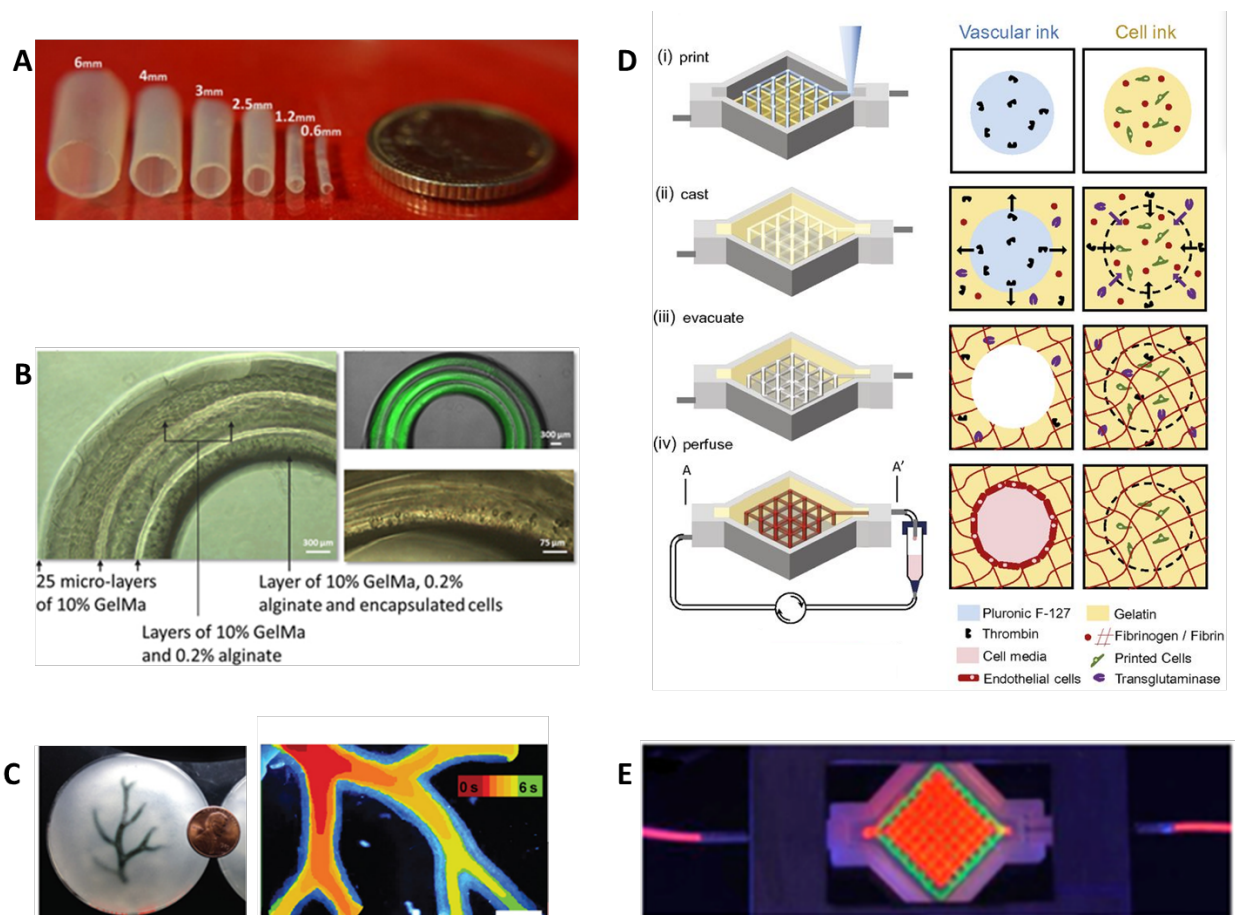 A
6mm
4mm
3mm
2.5mm
1.2mm
0.6mm
B
300 µm
300 µm
75 µm
25 micro-layers
of 10% GelMa
Layer of 10% GelMa, 0.2%
alginate and encapsulated cells
Layers of 10% GelMa
and 0.2% alginate
C
0 s
6 s
D
Vascular ink
Cell ink
(i) print
(ii) cast
(iii) evacuate
(iv) perfuse
A
A'
Pluronic F-127
Gelatin
Thrombin
Fibrinogen / Fibrin
Cell media
Printed Cells
Endothelial cells
Transglutaminase
E